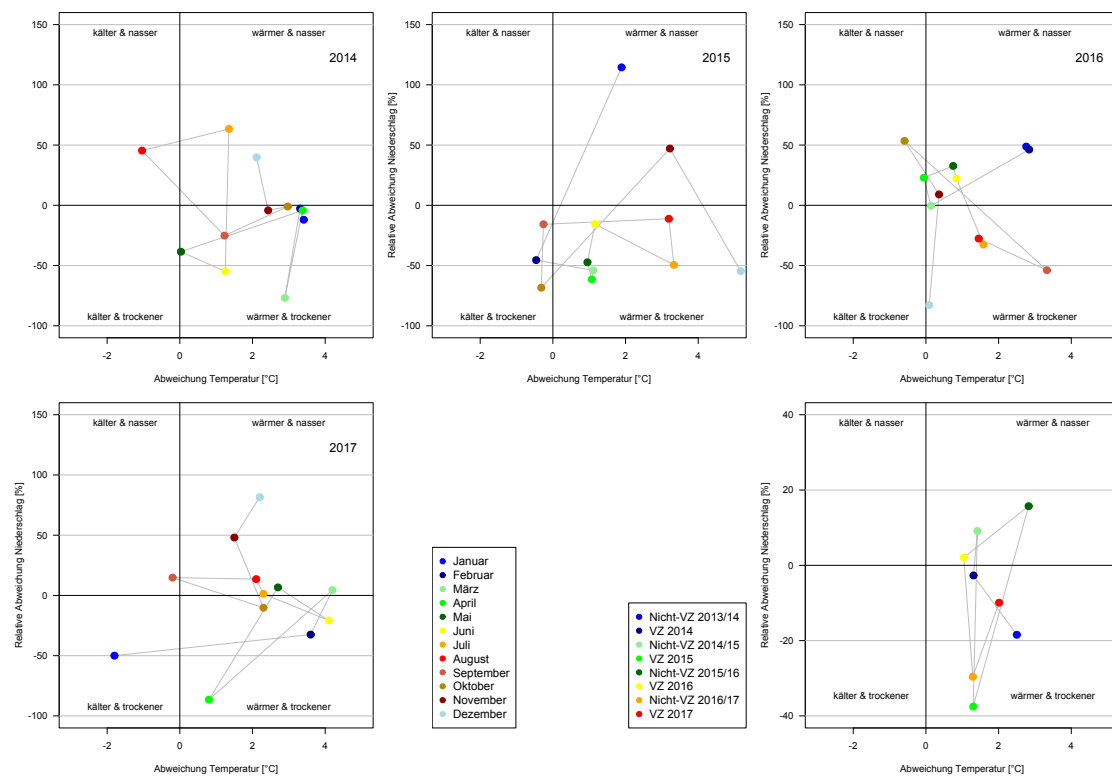 kälter & nasser
wärmer & nasser
2014
150
100
50
0
-50
-100
Relative Abweichung Niederschlag [%]
kälter & trockener
wärmer & trockener
-2
0
2
4
Abweichung Temperatur [°C]
kälter & nasser
wärmer & nasser
2015
150
100
50
0
-50
-100
Relative Abweichung Niederschlag [%]
kälter & trockener
wärmer & trockener
-2
0
2
4
Abweichung Temperatur [°C]
kälter & nasser
wärmer & nasser
2016
150
100
50
0
-50
-100
Relative Abweichung Niederschlag [%]
kälter & trockener
wärmer & trockener
-2
0
2
4
Abweichung Temperatur [°C]
kälter & nasser
wärmer & nasser
2017
150
100
50
0
-50
-100
Relative Abweichung Niederschlag [%]
kälter & trockener
wärmer & trockener
-2
0
2
4
Abweichung Temperatur [°C]
Januar
Februar
März
April
Mai
Juni
Juli
August
September
Oktober
November
Dezember
Nicht-VZ 2013/14
VZ 2014
Nicht-VZ 2014/15
VZ 2015
Nicht-VZ 2015/16
VZ 2016
Nicht-VZ 2016/17
VZ 2017
kälter & nasser
wärmer & nasser
40
20
0
-20
-40
Relative Abweichung Niederschlag [%]
kälter & trockener
wärmer & trockener
-2
0
2
4
Abweichung Temperatur [°C]